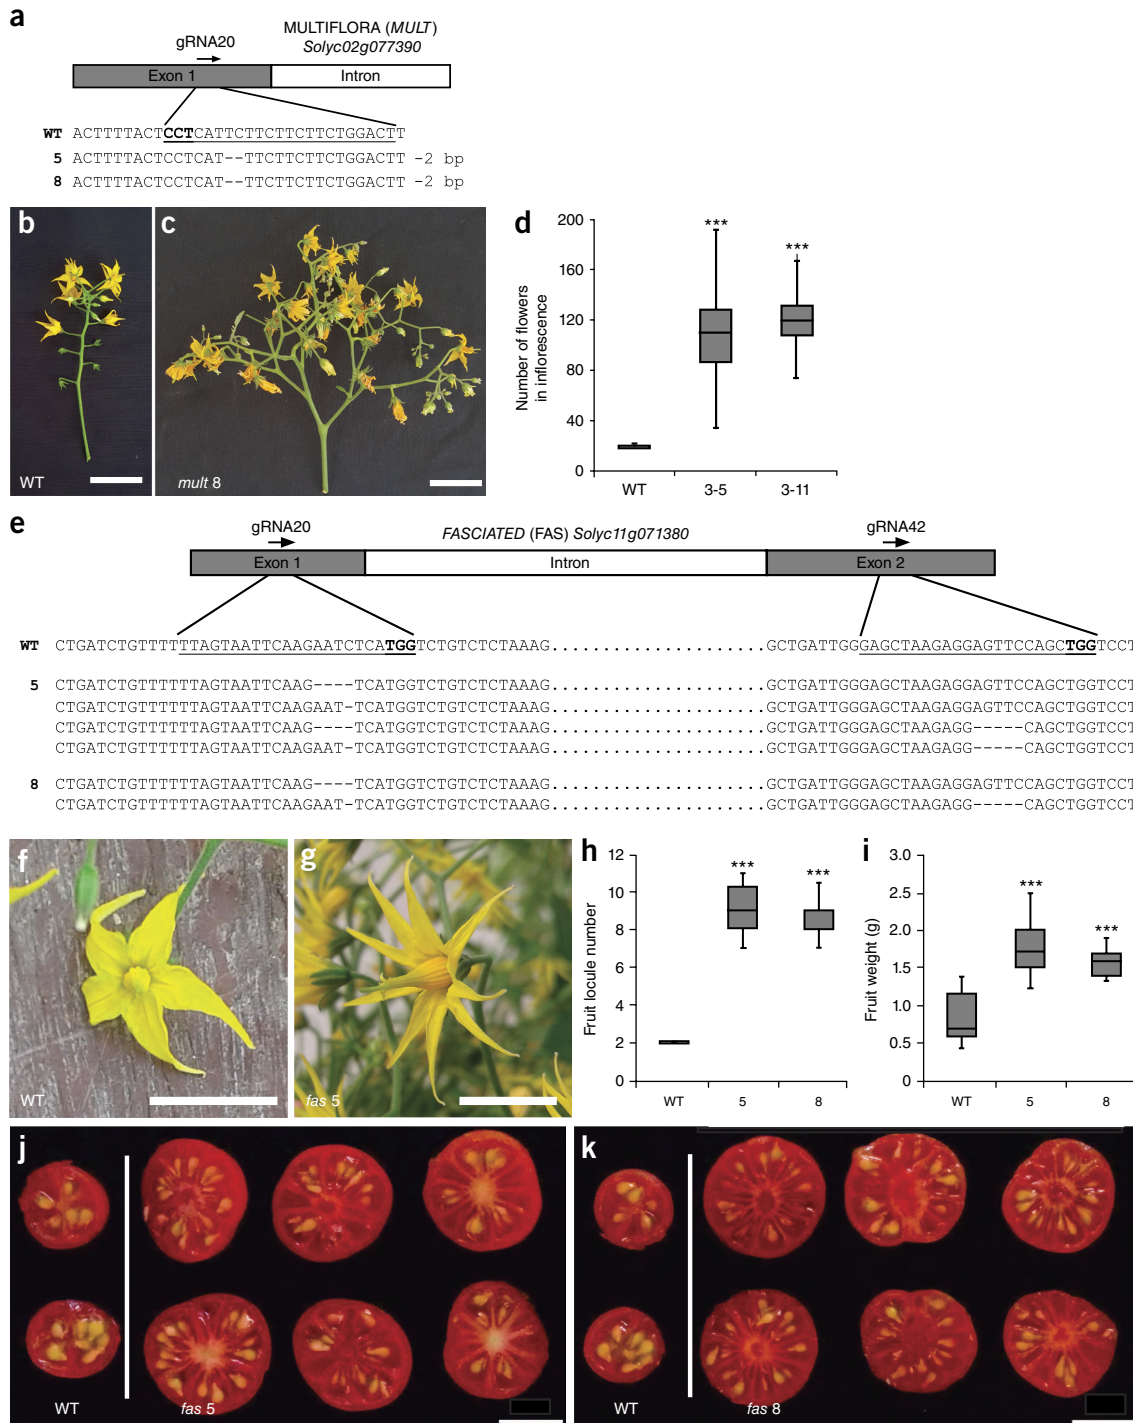 a
MULTIFLORA (MULT)
Solyc02g077390
gRNA20
Exon 1 Intron
WT ACTTTTACTCCTCATTCTTCTTCTTCTGGACTT
5 ACTTTTACTCCTCAT--TTCTTCTTCTGGACTT -2 bp
8 ACTTTTACTCCTCAT--TTCTTCTTCTGGACTT -2 bp
b
WT
c
mult 8
d
Number of flowers
in inflorescence
200
160
120
80
40
0
***
***
WT 3-5 3-11
e
gRNA20 FASCIATED (FAS) Solyc11g071380 gRNA42
Exon 1 Intron Exon 2
WT CTGATCTGTTTTTTAGTAATTCAAGAATCTCATGGTCTGTCTCTAAAG.....................GCTGATTGGGAGCTAAGAGGAGTTCCAGCTGGTCCT
5 CTGATCTGTTTTTTAGTAATTCAAG----TCATGGTCTGTCTCTAAAG.....................GCTGATTGGGAGCTAAGAGGAGTTCCAGCTGGTCCT
CTGATCTGTTTTTTAGTAATTCAAGAAT-TCATGGTCTGTCTCTAAAG.....................GCTGATTGGGAGCTAAGAGGAGTTCCAGCTGGTCCT
CTGATCTGTTTTTTAGTAATTCAAG----TCATGGTCTGTCTCTAAAG.....................GCTGATTGGGAGCTAAGAGG-----CAGCTGGTCCT
CTGATCTGTTTTTTAGTAATTCAAGAAT-TCATGGTCTGTCTCTAAAG.....................GCTGATTGGGAGCTAAGAGG-----CAGCTGGTCCT
8 CTGATCTGTTTTTTAGTAATTCAAG----TCATGGTCTGTCTCTAAAG.....................GCTGATTGGGAGCTAAGAGGAGTTCCAGCTGGTCCT
CTGATCTGTTTTTTAGTAATTCAAGAAT-TCATGGTCTGTCTCTAAAG.....................GCTGATTGGGAGCTAAGAGG-----CAGCTGGTCCT
f
WT
g
fas 5
h
Fruit locule number
12
10
8
6
4
2
0
***
***
WT 5 8
i
Fruit weight (g)
3.0
2.5
2.0
1.5
1.0
0.5
0
***
***
WT 5 8
j
WT fas 5
k
WT fas 8